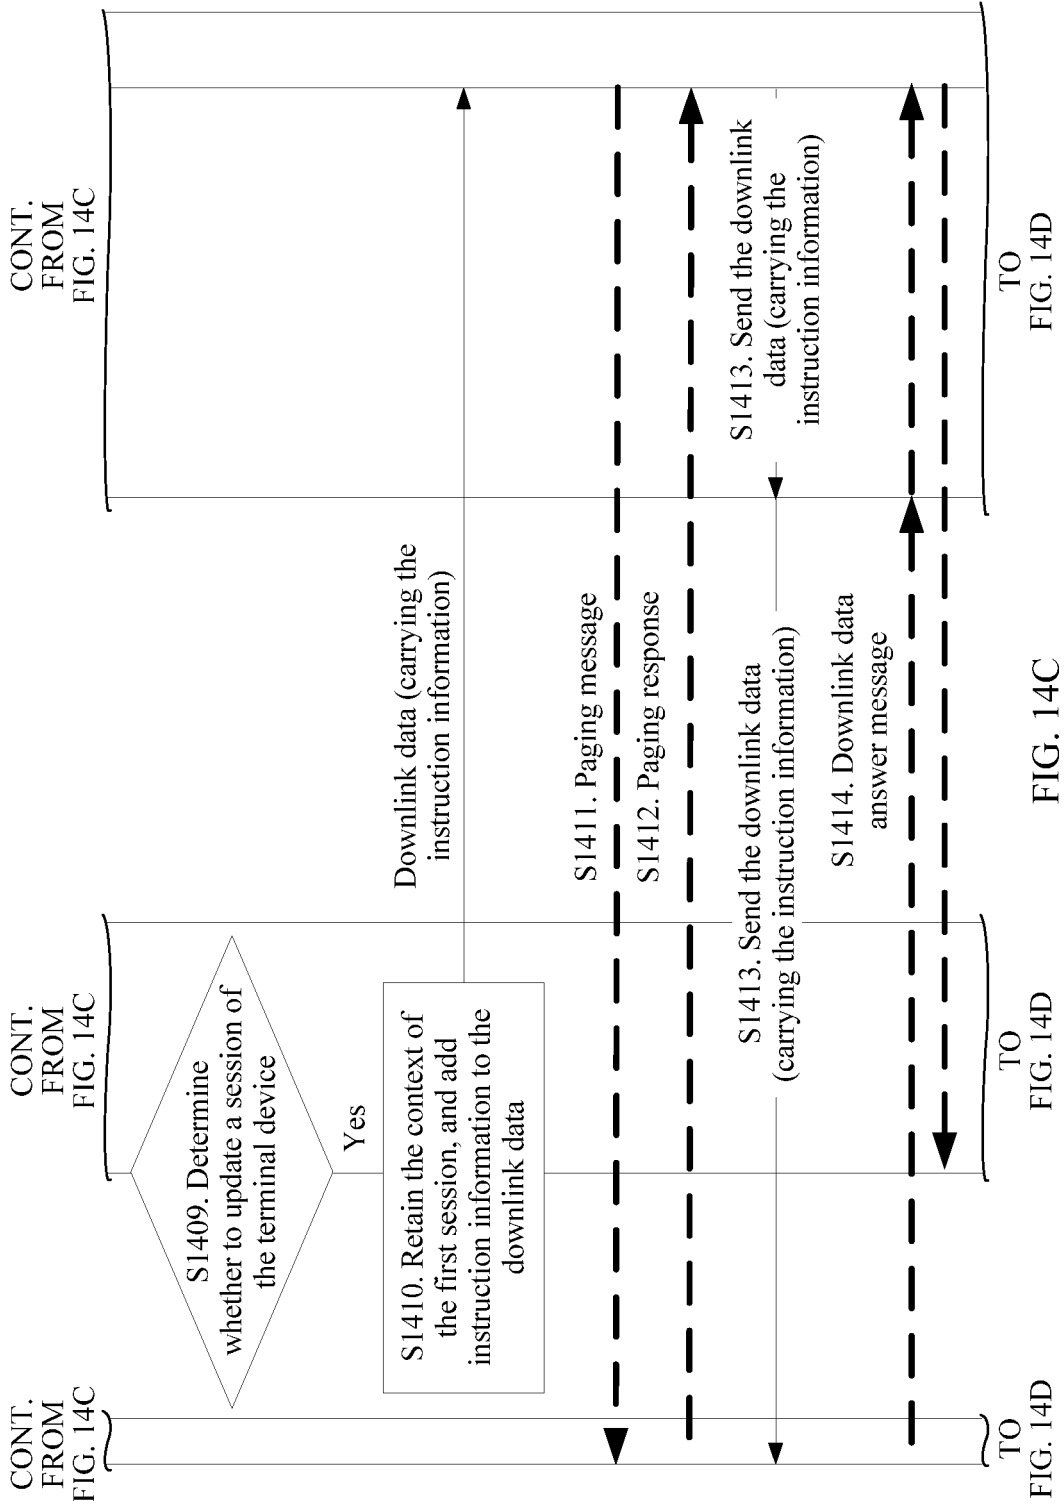 CONT.
FROM
FIG. 14C
CONT.
FROM
FIG. 14C
CONT.
FROM
FIG. 14C
S1409. Determine
whether to update a session of
the terminal device
Yes
S1410. Retain the context of
the first session, and add
instruction information to the
downlink data
Downlink data (carrying the
instruction information)
S1411. Paging message
S1412. Paging response
S1413. Send the downlink data
(carrying the instruction information)
S1413. Send the downlink
data (carrying the
instruction information)
S1414. Downlink data
answer message
TO
FIG. 14D
TO
FIG. 14D
TO
FIG. 14D
FIG. 14C